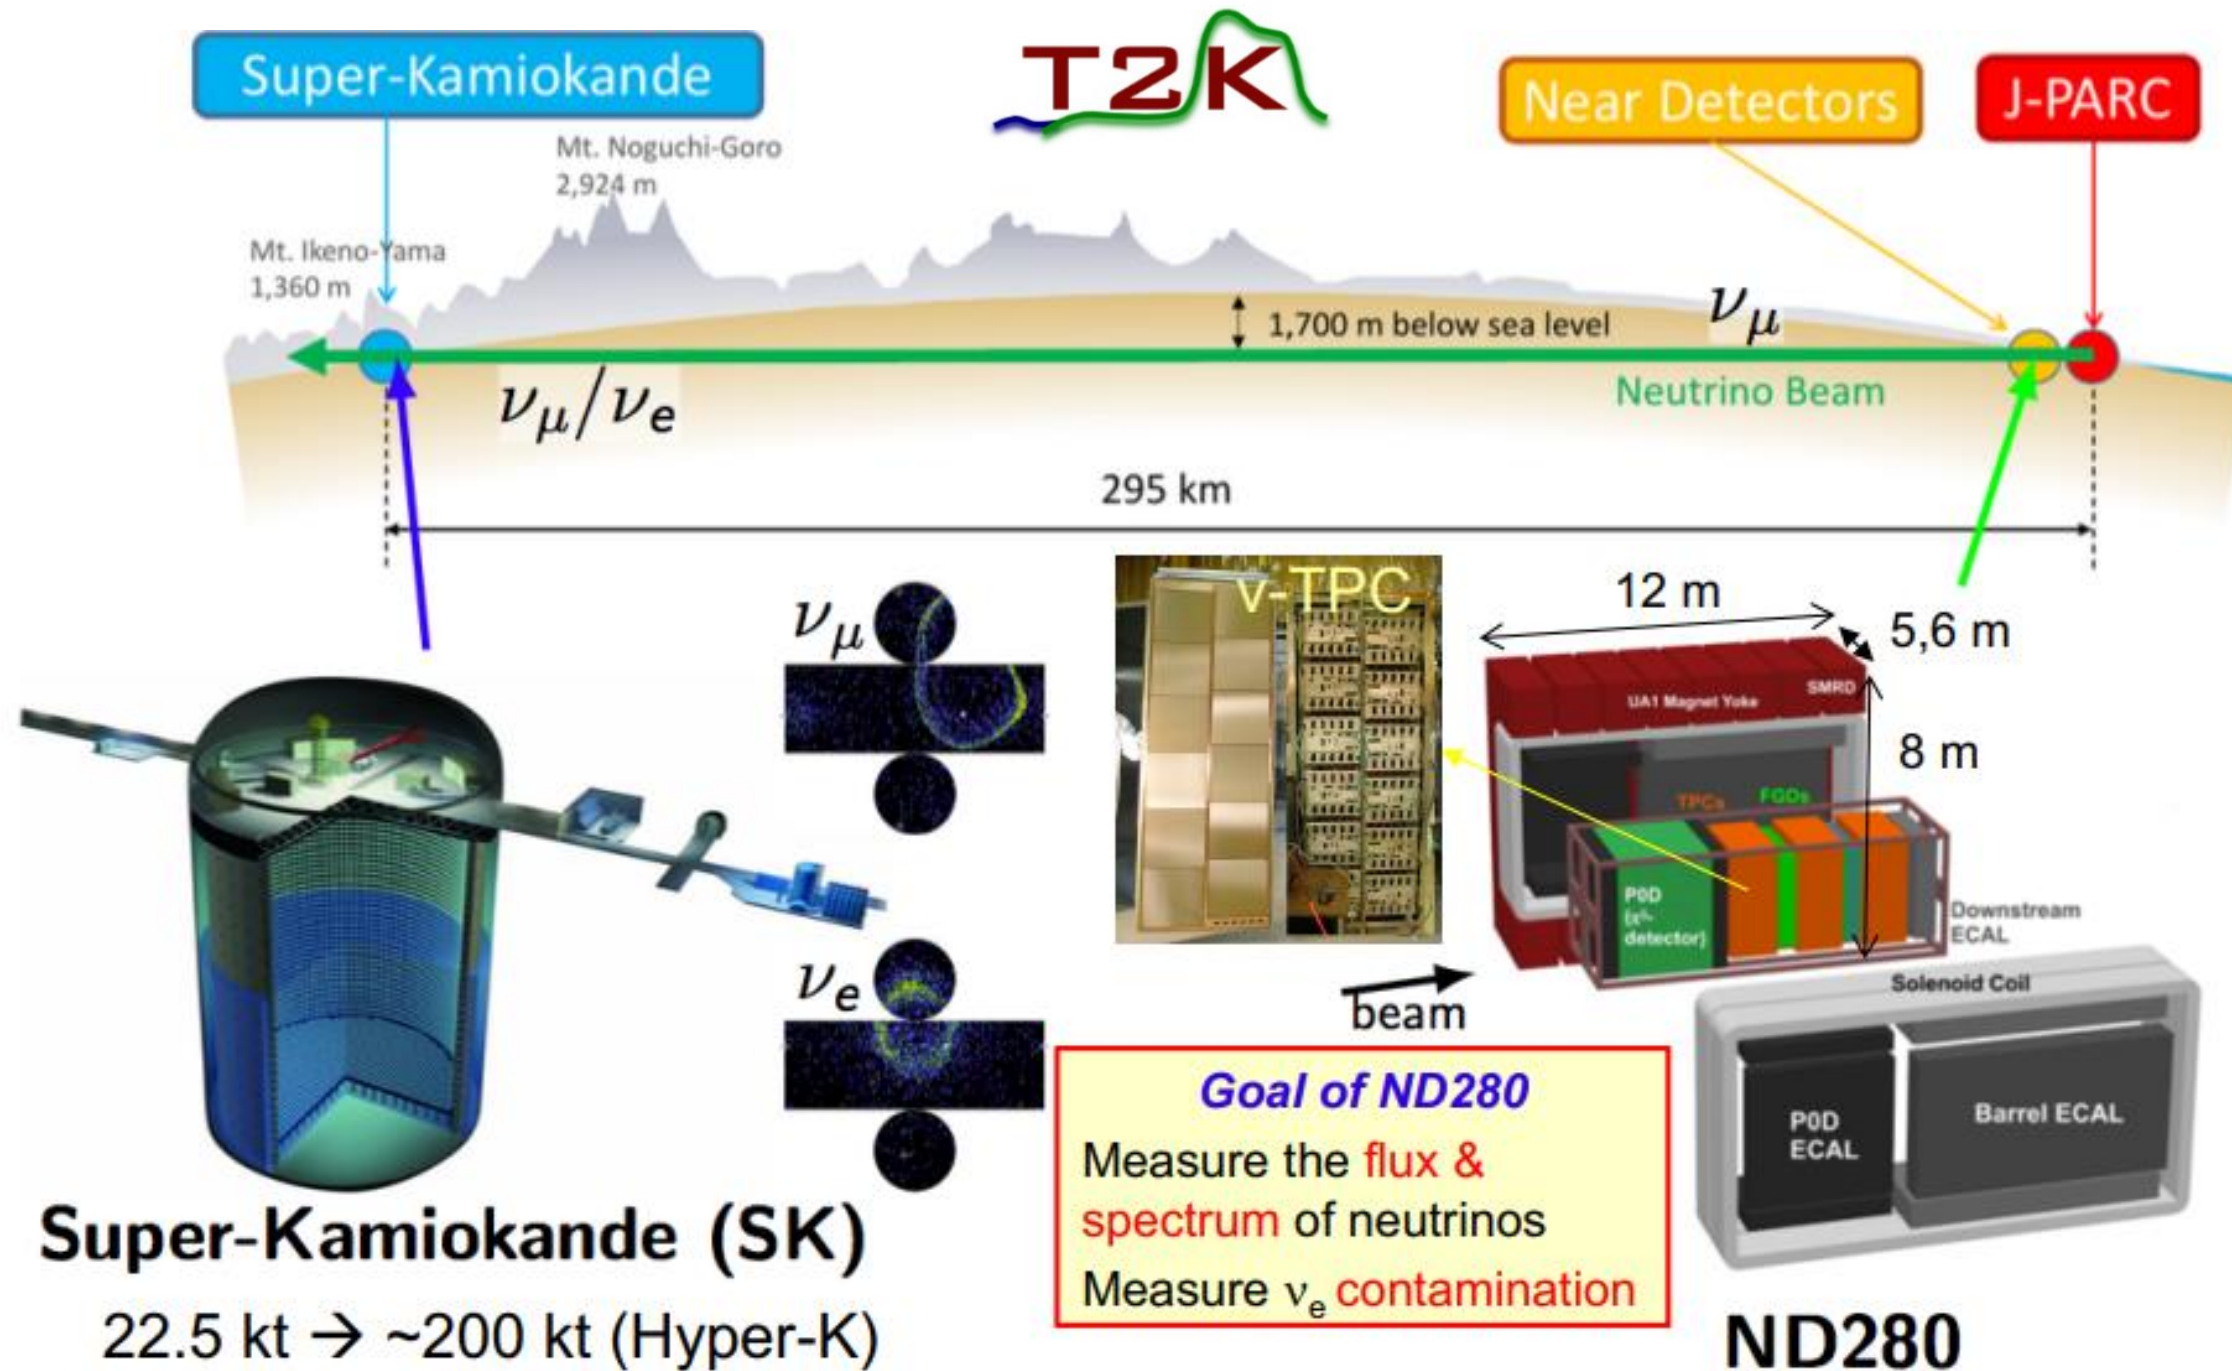 Super-Kamiokande
T2K
Near Detectors
J-PARC
Mt. Noguchi-Goro
2,924 m
Mt. Ikeno-Yama
1,360 m
1,700 m below sea level
νμ
νμ/νe
Neutrino Beam
295 km
νμ
ν-TPC
12 m
5,6 m
UA1 Magnet Yoke
SMRD
8 m
TPCs
FGDs
P0D
(π⁰-
detector)
Downstream
ECAL
νe
beam
Solenoid Coil
P0D
ECAL
Barrel ECAL
Goal of ND280
Measure the flux &
spectrum of neutrinos
Measure νe contamination
Super-Kamiokande (SK)
22.5 kt → ~200 kt (Hyper-K)
ND280